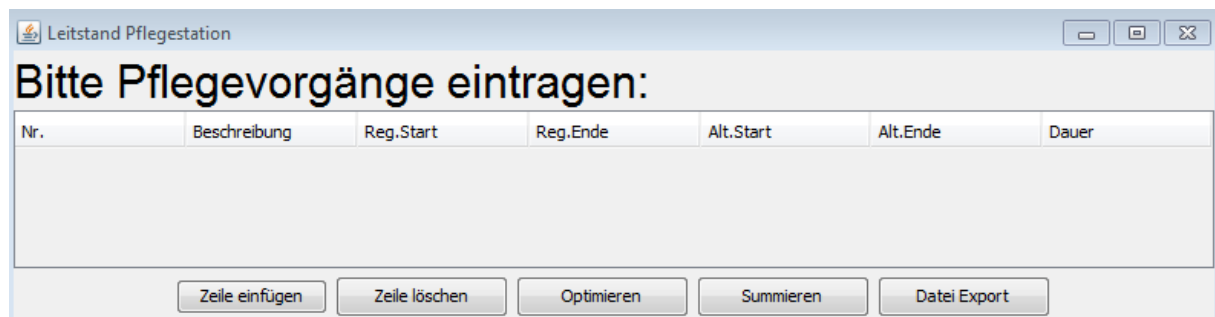 Leitstand Pflegestation
Bitte Pflegevorgänge eintragen:
Nr. Beschreibung Reg.Start Reg.Ende Alt.Start Alt.Ende Dauer
Zeile einfügen Zeile löschen Optimieren Summieren Datei Export